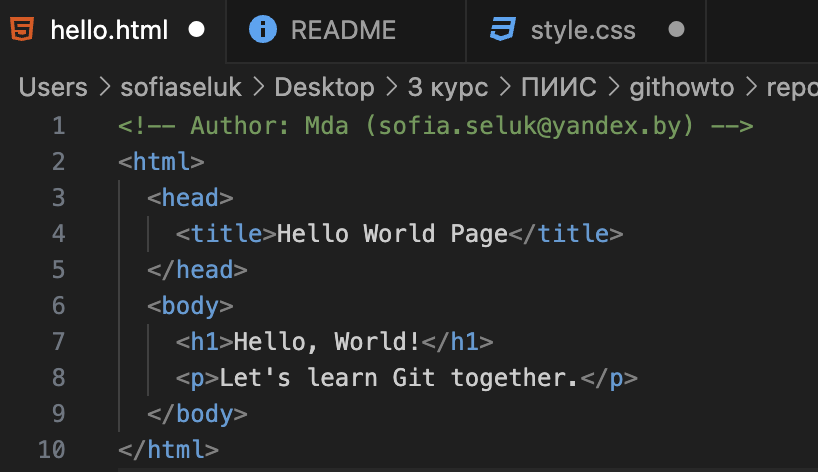 hello.html README style.css
Users > sofiaseluk > Desktop > 3 курс > ПИИС > githowto > repo
1 <!-- Author: Mda (sofia.seluk@yandex.by) -->
2 <html>
3 <head>
4 <title>Hello World Page</title>
5 </head>
6 <body>
7 <h1>Hello, World!</h1>
8 <p>Let's learn Git together.</p>
9 </body>
10 </html>